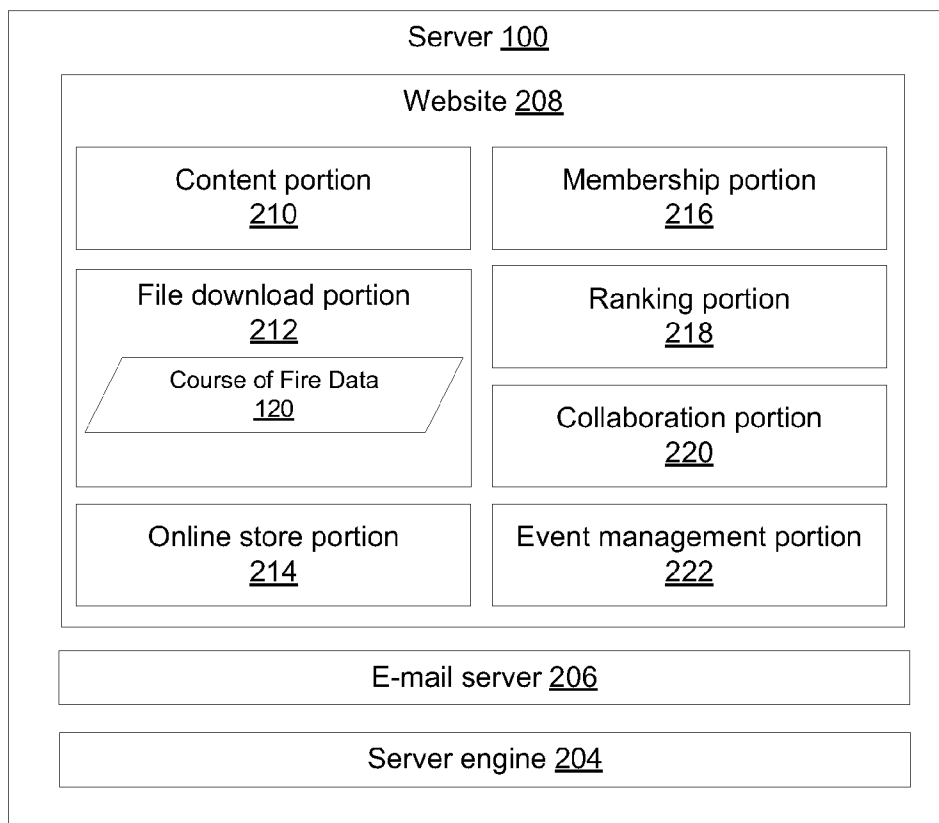 Server 100
Website 208
Content portion
210
Membership portion
216
File download portion
212
Course of Fire Data
120
Ranking portion
218
Collaboration portion
220
Online store portion
214
Event management portion
222
E-mail server 206
Server engine 204